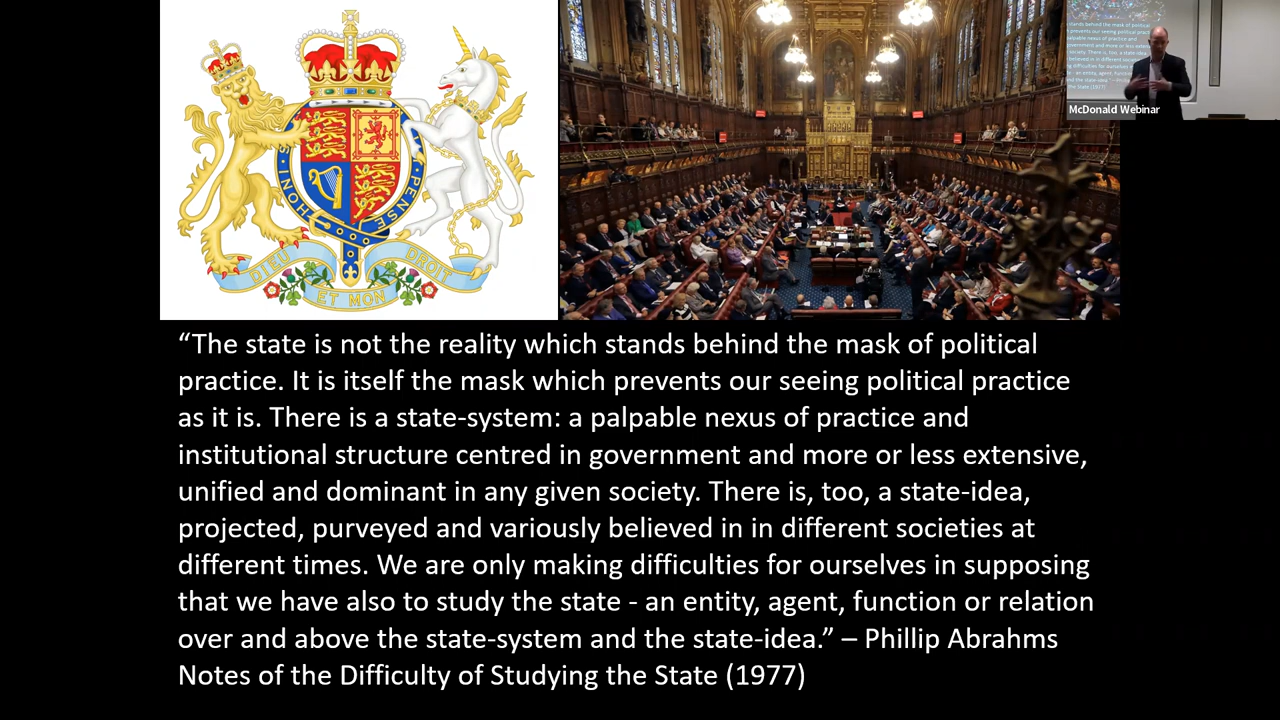 HONI
PENSE
DIEU
ET MON
DROIT
McDonald Webinar
“The state is not the reality which stands behind the mask of political
practice. It is itself the mask which prevents our seeing political practice
as it is. There is a state-system: a palpable nexus of practice and
institutional structure centred in government and more or less extensive,
unified and dominant in any given society. There is, too, a state-idea,
projected, purveyed and variously believed in in different societies at
different times. We are only making difficulties for ourselves in supposing
that we have also to study the state - an entity, agent, function or relation
over and above the state-system and the state-idea.” – Phillip Abrahms
Notes of the Difficulty of Studying the State (1977)